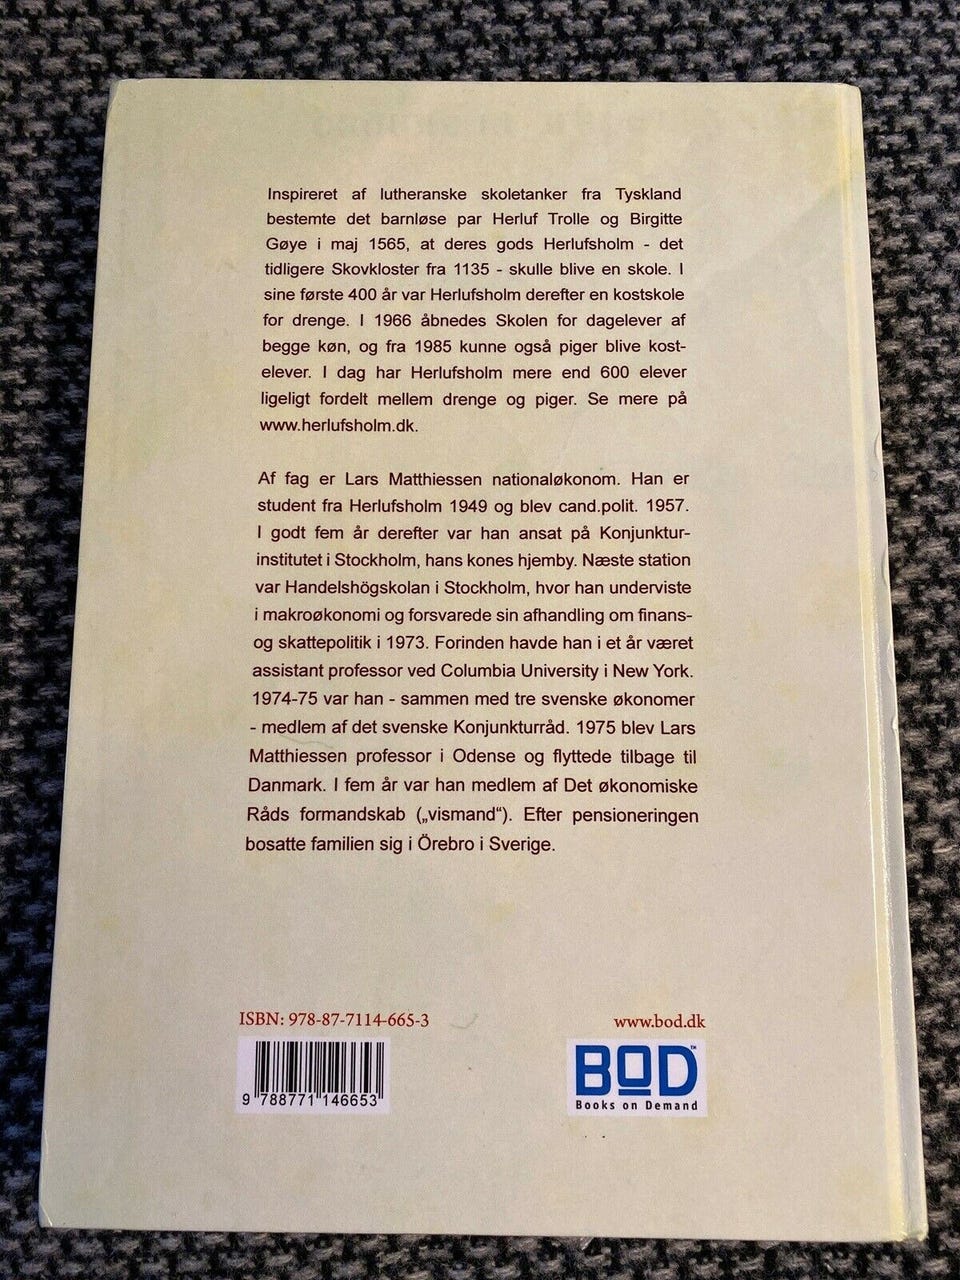 Inspireret af lutheranske skoletanker fra Tyskland
bestemte det barnløse par Herluf Trolle og Birgitte
Gøye i maj 1565, at deres gods Herlufsholm - det
tidligere Skovkloster fra 1135 - skulle blive en skole. I
sine første 400 år var Herlufsholm derefter en kostskole
for drenge. I 1966 åbnedes Skolen for dagelever af
begge køn, og fra 1985 kunne også piger blive kost-
elever. I dag har Herlufsholm mere end 600 elever
ligeligt fordelt mellem drenge og piger. Se mere på
www.herlufsholm.dk.
Af fag er Lars Matthiessen nationaløkonom. Han er
student fra Herlufsholm 1949 og blev cand.polit. 1957.
I godt fem år derefter var han ansat på Konjunktur-
institutet i Stockholm, hans kones hjemby. Næste station
var Handelshögskolan i Stockholm, hvor han underviste
i makroøkonomi og forsvarede sin afhandling om finans-
og skattepolitik i 1973. Forinden havde han i et år været
assistant professor ved Columbia University i New York.
1974-75 var han - sammen med tre svenske økonomer
- medlem af det svenske Konjunkturråd. 1975 blev Lars
Matthiessen professor i Odense og flyttede tilbage til
Danmark. I fem år var han medlem af Det økonomiske
Råds formandskab („vismand“). Efter pensioneringen
bosatte familien sig i Örebro i Sverige.
ISBN: 978-87-7114-665-3
www.bod.dk
9 788771 146653
BOD™
Books on Demand